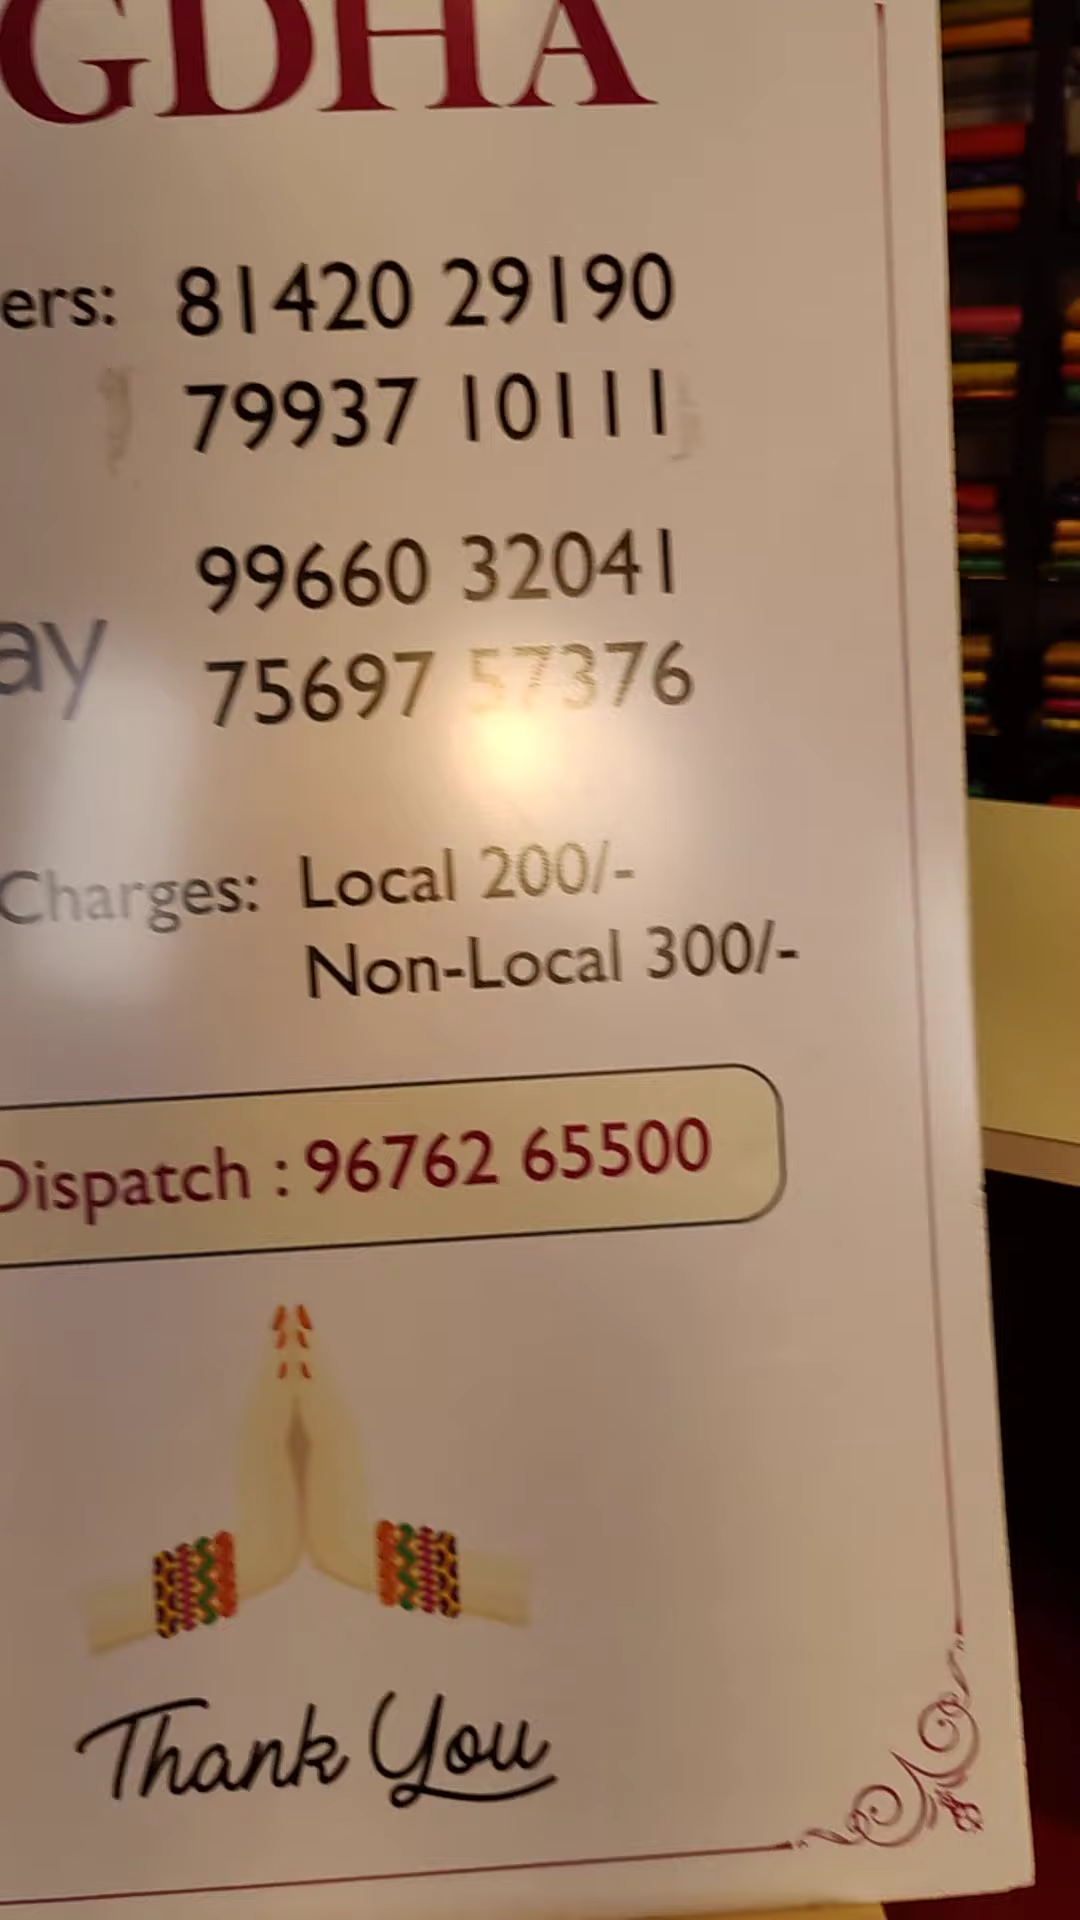 GDHA
ers: 81420 29190
79937 10111
99660 32041
ay
75697 57376
Charges: Local 200/-
Non-Local 300/-
Dispatch : 96762 65500
Thank You